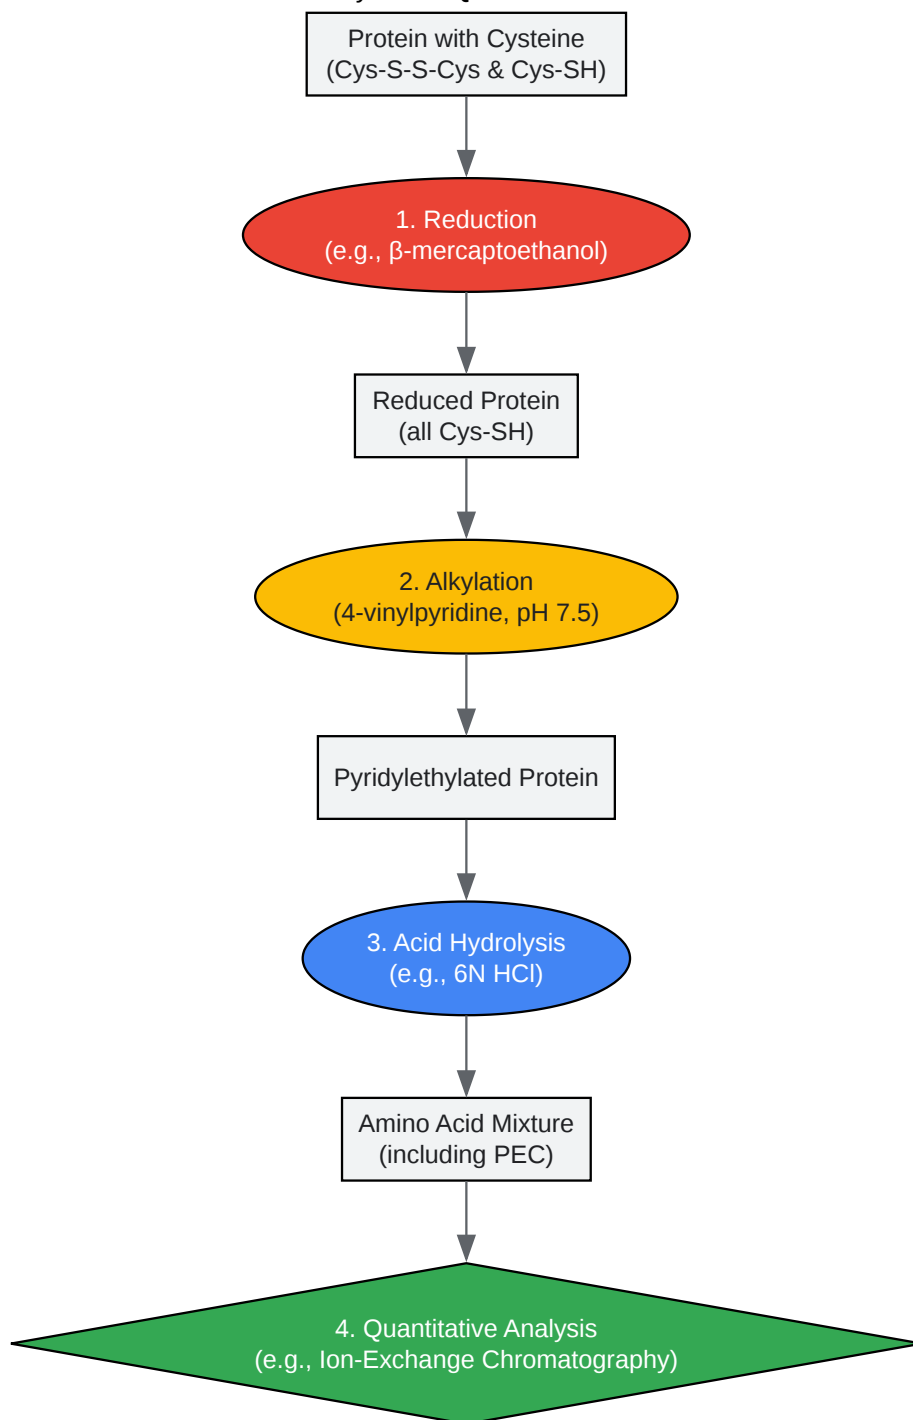 Protein with Cysteine
(Cys-S-S-Cys & Cys-SH)
1. Reduction
(e.g., β-mercaptoethanol)
Reduced Protein
(all Cys-SH)
2. Alkylation
(4-vinylpyridine, pH 7.5)
Pyridylethylated Protein
3. Acid Hydrolysis
(e.g., 6N HCl)
Amino Acid Mixture
(including PEC)
4. Quantitative Analysis
(e.g., Ion-Exchange Chromatography)